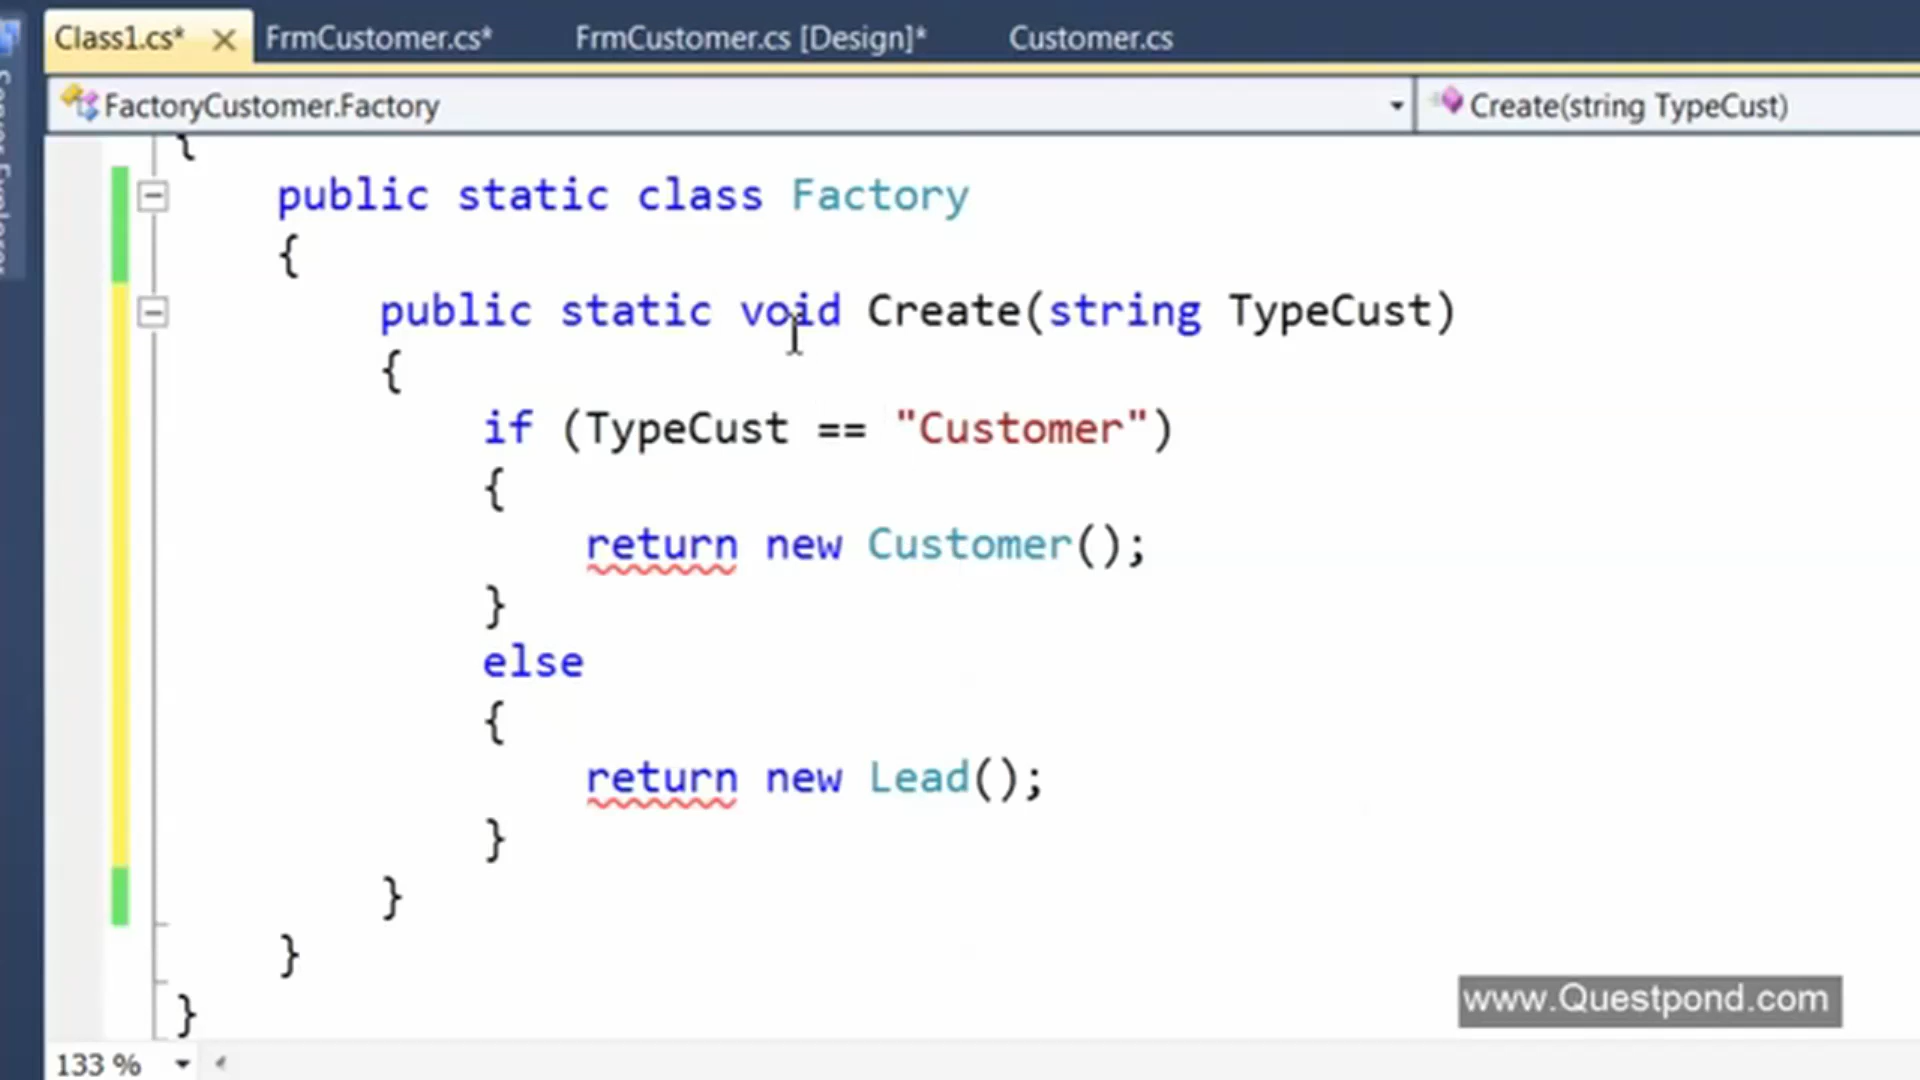 Class1.cs* FrmCustomer.cs* FrmCustomer.cs [Design]* Customer.cs
FactoryCustomer.Factory Create(string TypeCust)
{
public static class Factory
{
public static void Create(string TypeCust)
{
if (TypeCust == "Customer")
{
return new Customer();
}
else
{
return new Lead();
}
}
}
}
www.Questpond.com
133 %